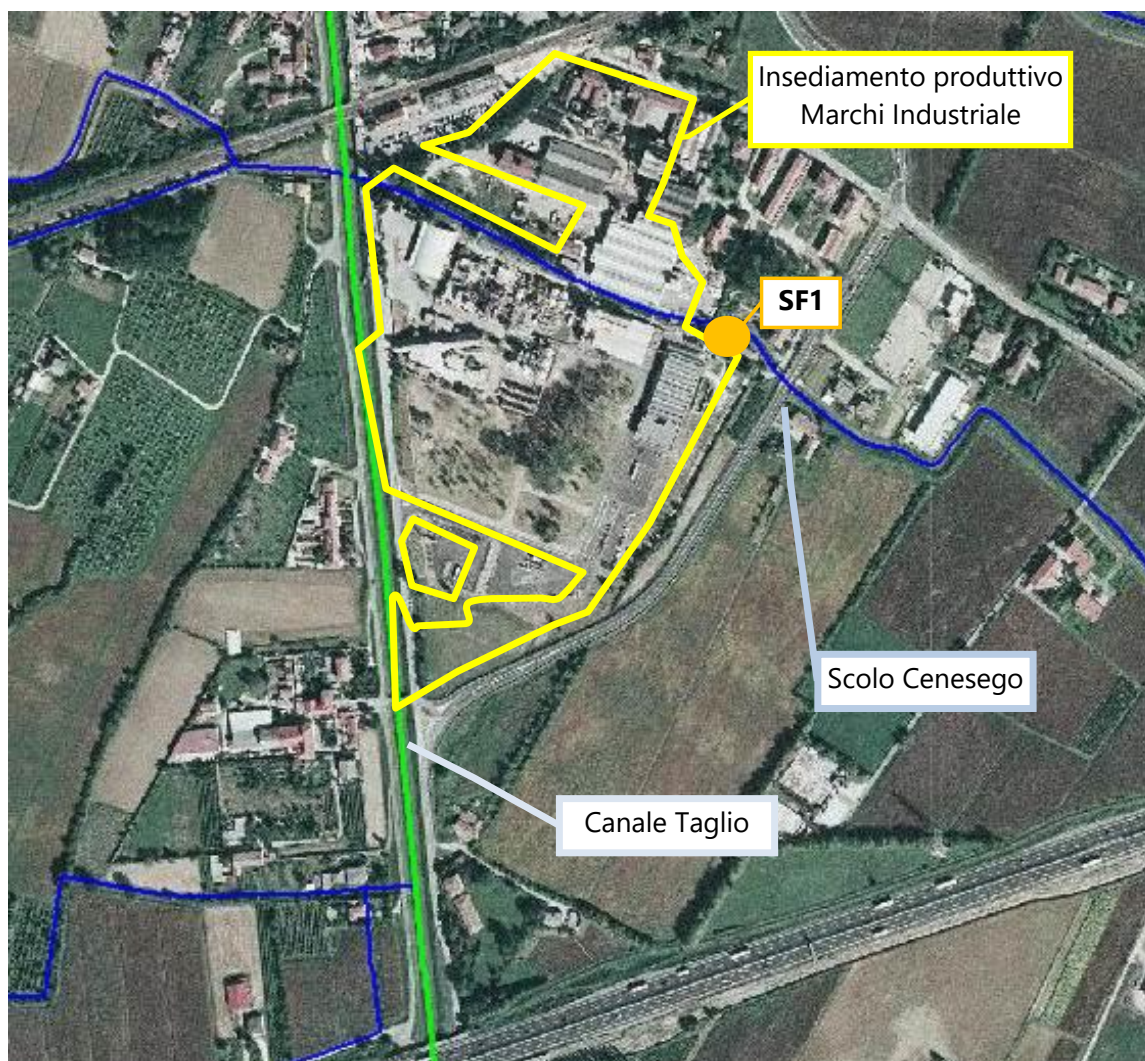 Insediamento produttivo
Marchi Industriale
SF1
Scolo Cenesego
Canale Taglio